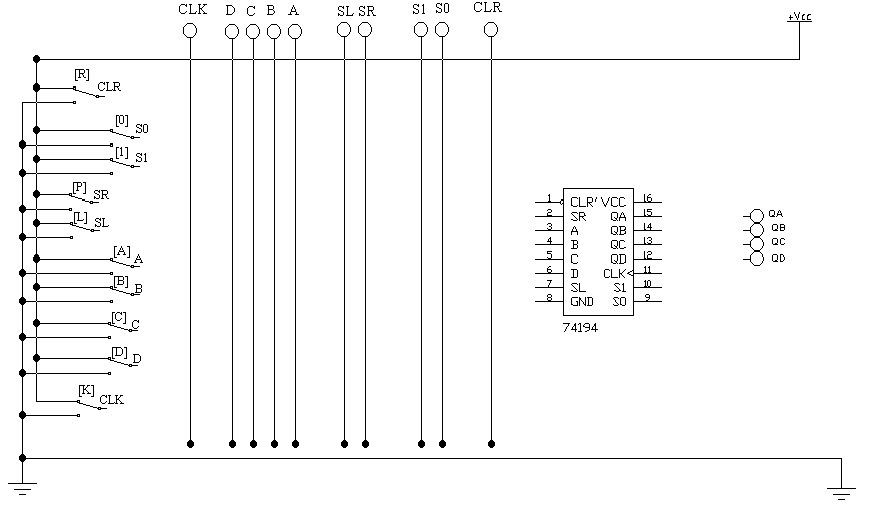 CLK D C B A SL SR S1 S0 CLR
+Vcc
[R] CLR
[0] S0
[1] S1
[P] SR
[L] SL
[A] A
[B] B
[C] C
[D] D
[K] CLK
1 CLR' VCC 16
2 SR QA 15
3 A QB 14
4 B QC 13
5 C QD 12
6 D CLK 11
7 SL S1 10
8 GND S0 9
74194
QA
QB
QC
QD